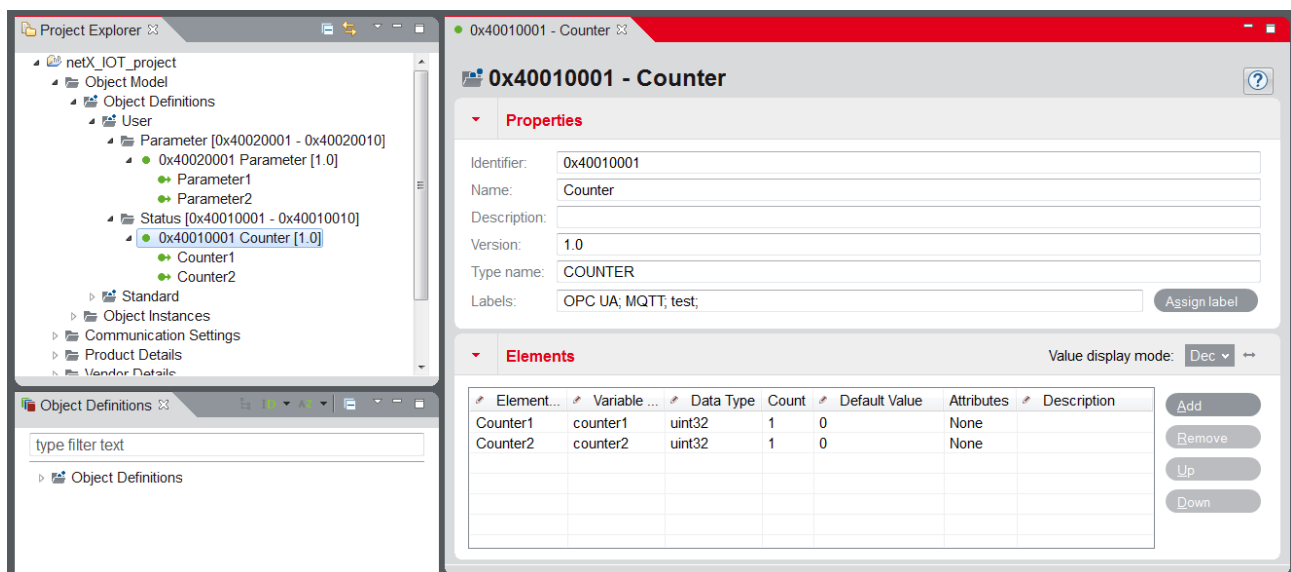 Project Explorer
netX_IOT_project
Object Model
Object Definitions
User
Parameter [0x40020001 - 0x40020010]
0x40020001 Parameter [1.0]
Parameter1
Parameter2
Status [0x40010001 - 0x40010010]
0x40010001 Counter [1.0]
Counter1
Counter2
Standard
Object Instances
Communication Settings
Product Details
Vendor Details
Object Definitions
type filter text
Object Definitions
0x40010001 - Counter
0x40010001 - Counter
Properties
Identifier: 0x40010001
Name: Counter
Description:
Version: 1.0
Type name: COUNTER
Labels: OPC UA; MQTT; test; Assign label
Elements Value display mode: Dec
Element... Variable ... Data Type Count Default Value Attributes Description
Counter1 counter1 uint32 1 0 None
Counter2 counter2 uint32 1 0 None
Add
Remove
Up
Down